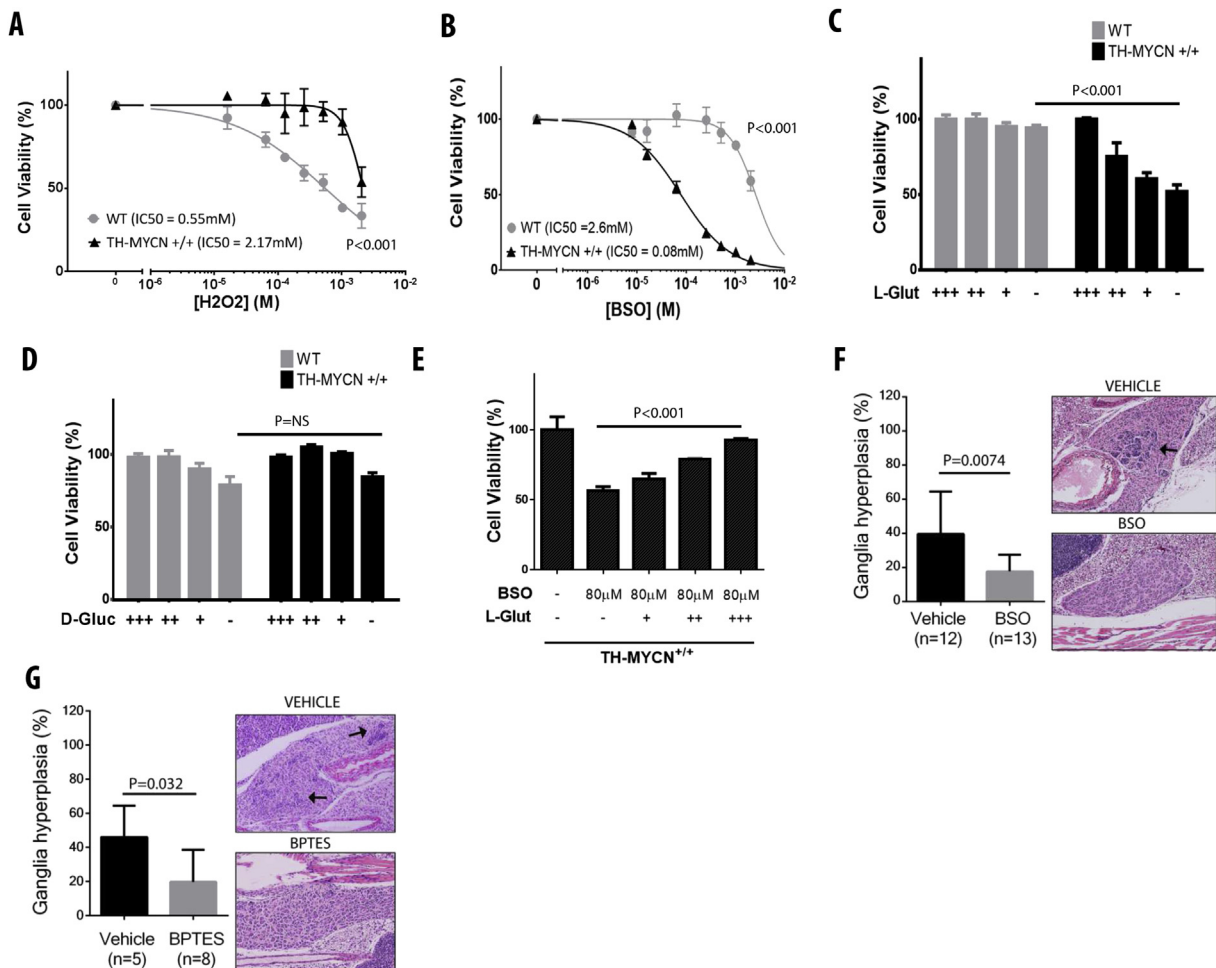 A
Cell Viability (%)
100
50
0
WT (IC50 = 0.55mM)
TH-MYCN +/+ (IC50 = 2.17mM)
P<0.001
0 10-6 10-5 10-4 10-3 10-2
[H2O2] (M)
B
Cell Viability (%)
100
50
0
P<0.001
WT (IC50 =2.6mM)
TH-MYCN +/+ (IC50 = 0.08mM)
0 10-6 10-5 10-4 10-3 10-2
[BSO] (M)
C
WT
TH-MYCN +/+
P<0.001
Cell Viability (%)
100
50
0
L-Glut +++ ++ + - +++ ++ + -
D
WT
TH-MYCN +/+
P=NS
Cell Viability (%)
100
50
0
D-Gluc +++ ++ + - +++ ++ + -
E
P<0.001
Cell Viability (%)
100
50
0
BSO - 80μM 80μM 80μM 80μM
L-Glut - - + ++ +++
TH-MYCN+/+
F
Ganglia hyperplasia (%)
120
100
80
60
40
20
0
P=0.0074
Vehicle BSO
(n=12) (n=13)
VEHICLE
BSO
G
Ganglia hyperplasia (%)
120
100
80
60
40
20
0
P=0.032
Vehicle BPTES
(n=5) (n=8)
VEHICLE
BPTES